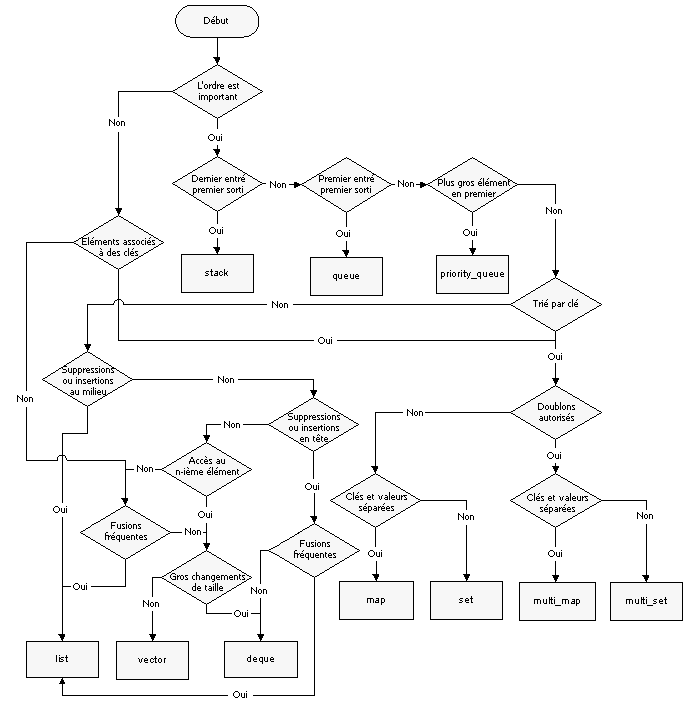 Début
L'ordre est
important
Non
Oui
Dernier entré
premier sorti
Non
Premier entré
premier sorti
Non
Plus gros élément
en premier
Non
Eléments associés
à des clés
Oui
Oui
Oui
stack
queue
priority_queue
Non
Trié par clé
Oui
Oui
Suppressions
ou insertions
au milieu
Non
Non
Suppressions
ou insertions
en tête
Non
Non
Doublons
autorisés
Oui
Accès au
n-ième élément
Non
Oui
Oui
Oui
Clés et valeurs
séparées
Non
Clés et valeurs
séparées
Non
Fusions
fréquentes
Non
Fusions
fréquentes
Oui
Oui
Gros changements
de taille
Oui
Non
Non
Oui
map
set
multi_map
multi_set
list
vector
deque
Oui